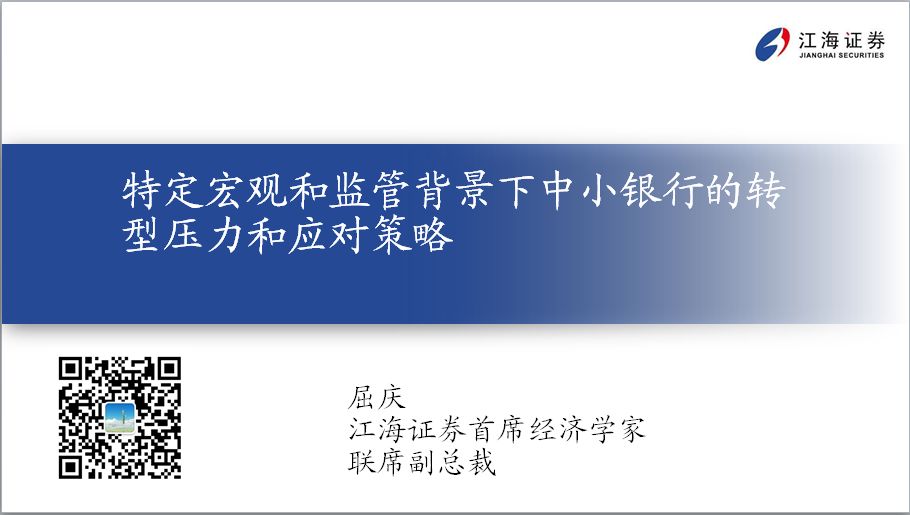 江海证券
JIANGHAI SECURITIES
特定宏观和监管背景下中小银行的转
型压力和应对策略
屈庆
江海证券首席经济学家
联席副总裁